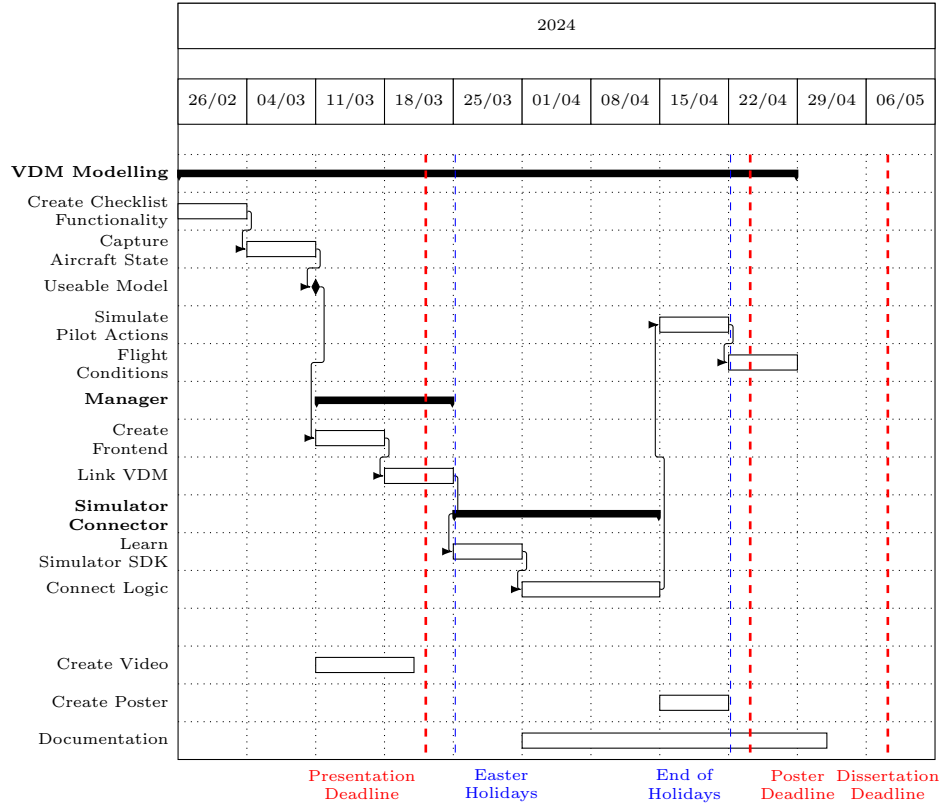 2024
26/02 04/03 11/03 18/03 25/03 01/04 08/04 15/04 22/04 29/04 06/05
VDM Modelling
Create Checklist
Functionality
Capture
Aircraft State
Useable Model
Simulate
Pilot Actions
Flight
Conditions
Manager
Create
Frontend
Link VDM
Simulator
Connector
Learn
Simulator SDK
Connect Logic
Create Video
Create Poster
Documentation
Presentation
Deadline
Easter
Holidays
End of
Holidays
Poster
Deadline
Dissertation
Deadline